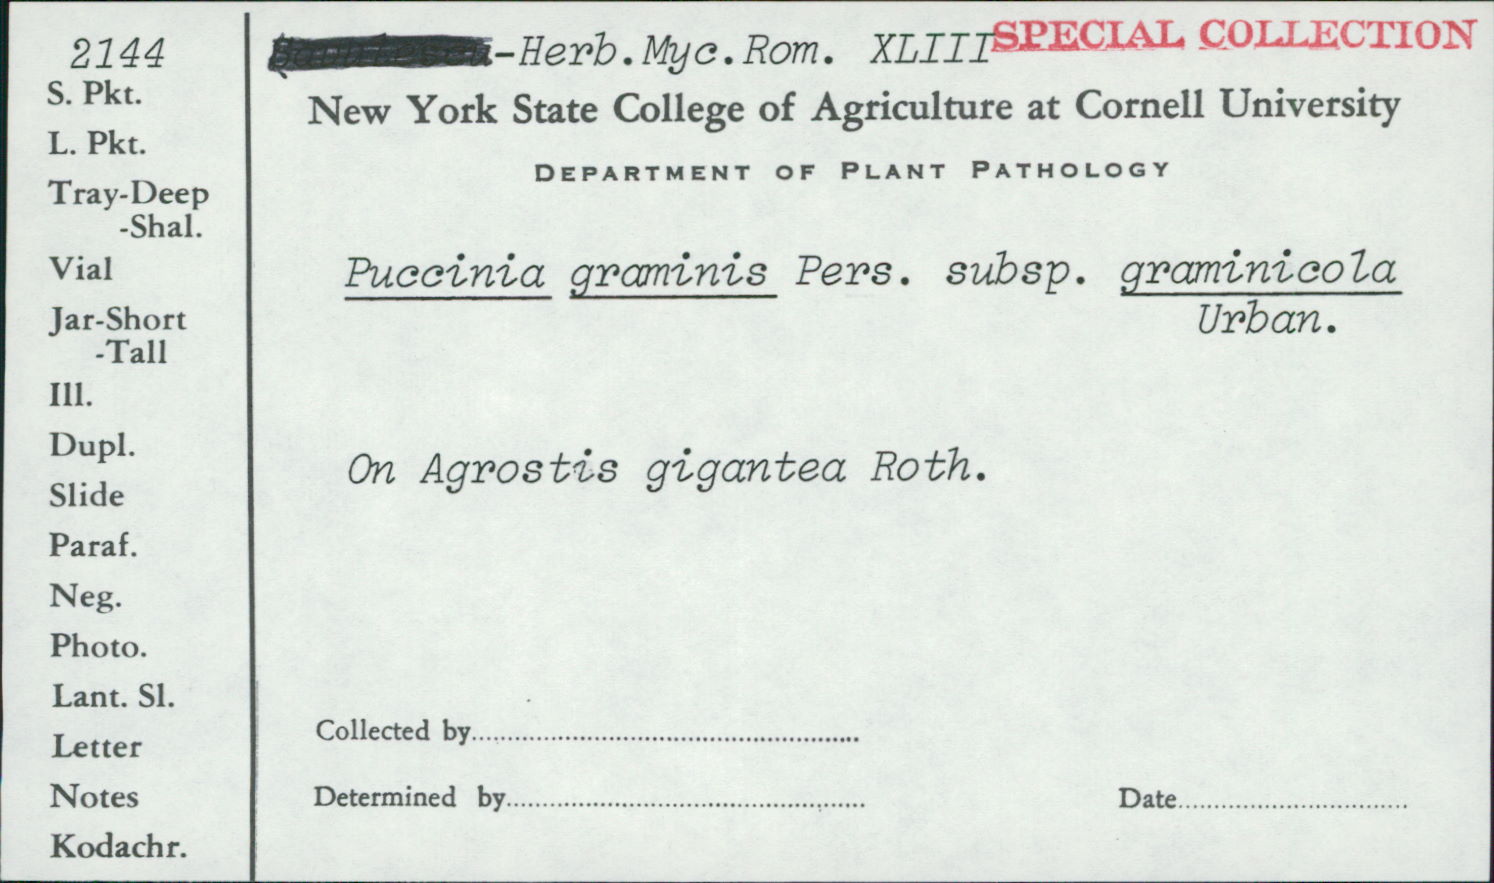 2144
-Herb.Myc.Rom. XLIII
SPECIAL COLLECTION
New York State College of Agriculture at Cornell University
DEPARTMENT OF PLANT PATHOLOGY
S. Pkt.
L. Pkt.
Tray-Deep
-Shal.
Vial
Jar-Short
-Tall
Ill.
Dupl.
Slide
Paraf.
Neg.
Photo.
Lant. Sl.
Letter
Notes
Kodachr.
Puccinia graminis Pers. subsp. graminicola
Urban.
On Agrostis gigantea Roth.
Collected by
Determined by
Date